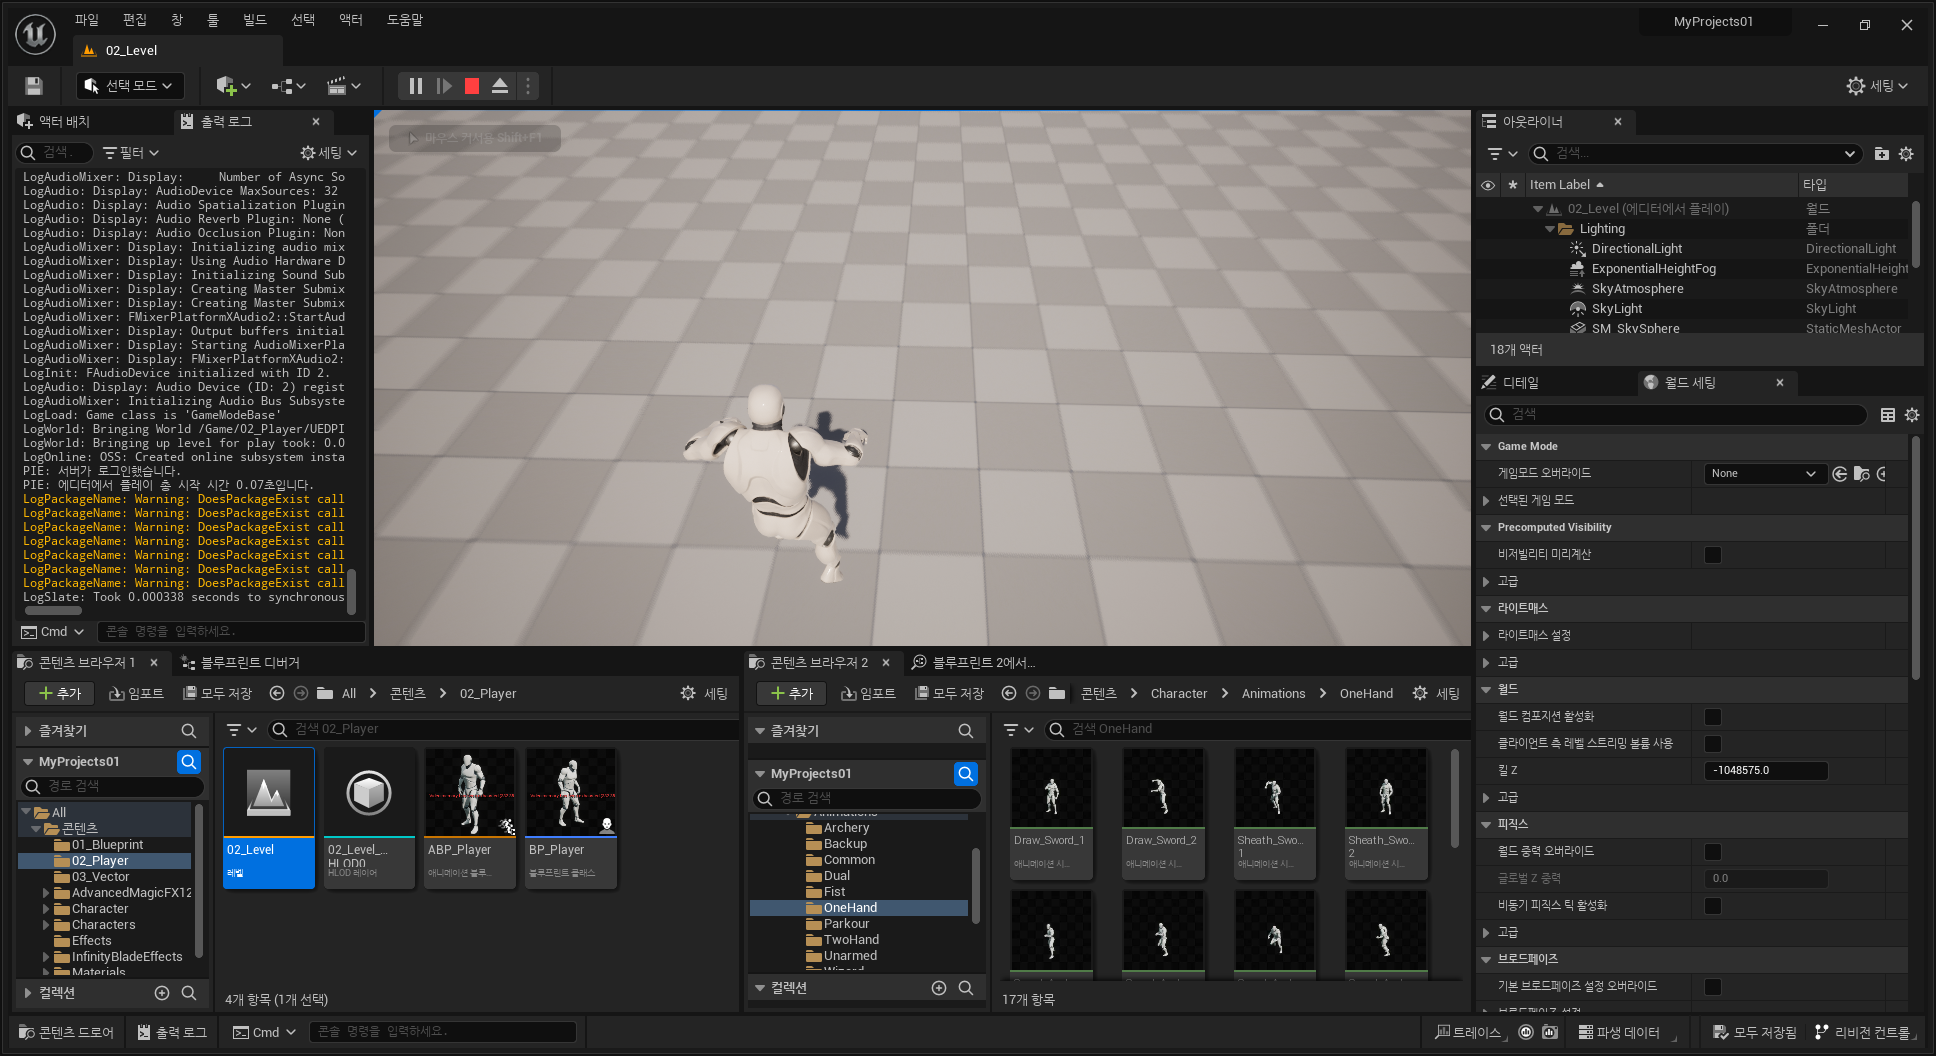 파일 편집 창 툴 빌드 선택 액터 도움말
MyProjects01
02_Level
선택 모드
세팅
액터 배치
출력 로그
검색.
필터
세팅
LogAudioMixer: Display:     Number of Async So
LogAudio: Display: AudioDevice MaxSources: 32
LogAudio: Display: Audio Spatialization Plugin
LogAudio: Display: Audio Reverb Plugin: None (
LogAudio: Display: Audio Occlusion Plugin: Non
LogAudioMixer: Display: Initializing audio mix
LogAudioMixer: Display: Using Audio Hardware D
LogAudioMixer: Display: Initializing Sound Sub
LogAudioMixer: Display: Creating Master Submix
LogAudioMixer: Display: Creating Master Submix
LogAudioMixer: FMixerPlatformXAudio2::StartAud
LogAudioMixer: Display: Output buffers initial
LogAudioMixer: Display: Starting AudioMixerPla
LogAudioMixer: Display: FMixerPlatformXAudio2:
LogInit: FAudioDevice initialized with ID 2.
LogAudio: Display: Audio Device (ID: 2) regist
LogAudioMixer: Initializing Audio Bus Subsyste
LogLoad: Game class is 'GameModeBase'
LogWorld: Bringing World /Game/02_Player/UEDPI
LogWorld: Bringing up level for play took: 0.0
LogOnline: OSS: Created online subsystem insta
PIE: 서버가 로그인했습니다.
PIE: 에디터에서 플레이 총 시작 시간 0.07초입니다.
LogPackageName: Warning: DoesPackageExist call
LogPackageName: Warning: DoesPackageExist call
LogPackageName: Warning: DoesPackageExist call
LogPackageName: Warning: DoesPackageExist call
LogPackageName: Warning: DoesPackageExist call
LogPackageName: Warning: DoesPackageExist call
LogPackageName: Warning: DoesPackageExist call
LogSlate: Took 0.000338 seconds to synchronous
Cmd
콘솔 명령을 입력하세요.
마우스 커서용 Shift+F1
아웃라이너
검색...
Item Label
타입
02_Level (에디터에서 플레이)
월드
Lighting
폴더
DirectionalLight
DirectionalLight
ExponentialHeightFog
ExponentialHeight
SkyAtmosphere
SkyAtmosphere
SkyLight
SkyLight
SM_SkySphere
StaticMeshActor
18개 액터
디테일
월드 세팅
검색
Game Mode
게임모드 오버라이드
None
선택된 게임 모드
Precomputed Visibility
비저빌리티 미리계산
고급
라이트매스
라이트매스 설정
고급
월드
월드 컴포지션 활성화
클라이언트 측 레벨 스트리밍 볼륨 사용
킬 Z
-1048575.0
고급
피직스
월드 중력 오버라이드
글로벌 Z 중력
0.0
비동기 피직스 틱 활성화
고급
브로드페이즈
기본 브로드페이즈 설정 오버라이드
브로드페이즈 설정
콘텐츠 브라우저 1
블루프린트 디버거
추가
임포트
모두 저장
All
콘텐츠
02_Player
세팅
즐겨찾기
검색 02_Player
MyProjects01
경로 검색
All
콘텐츠
01_Blueprint
02_Player
03_Vector
AdvancedMagicFX12
Character
Characters
Effects
InfinityBladeEffects
Materials
컬렉션
02_Level
레벨
02_Level_...
HLOD0_
HLOD 레이어
ABP_Player
애니메이션 블루...
BP_Player
블루프린트 클래스
4개 항목 (1개 선택)
콘텐츠 브라우저 2
블루프린트 2에서...
추가
임포트
모두 저장
콘텐츠
Character
Animations
OneHand
세팅
즐겨찾기
검색 OneHand
MyProjects01
경로 검색
Animations
Archery
Backup
Common
Dual
Fist
OneHand
Parkour
TwoHand
Unarmed
Wizard
컬렉션
Draw_Sword_1
애니메이션 시...
Draw_Sword_2
애니메이션 시...
Sheath_Swo...
1
애니메이션 시...
Sheath_Swo...
2
애니메이션 시...
17개 항목
콘텐츠 드로어
출력 로그
Cmd
콘솔 명령을 입력하세요.
트레이스
파생 데이터
모두 저장됨
리비전 컨트롤